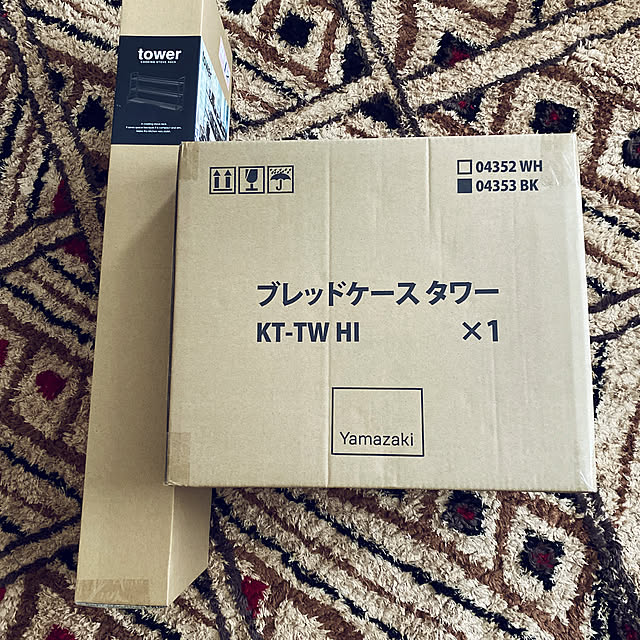 tower
04352 WH
04353 BK
ブレッドケース タワー
KT-TW HI ×1
Yamazaki